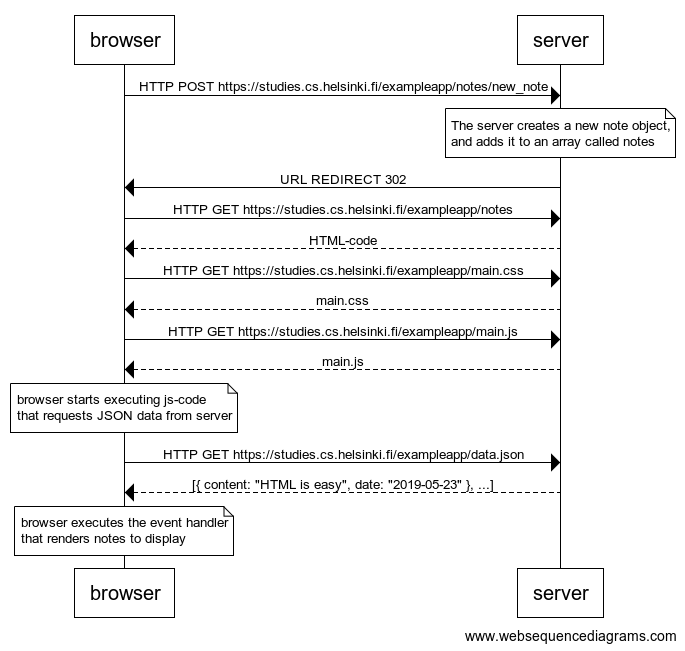 browser
server
HTTP POST https://studies.cs.helsinki.fi/exampleapp/notes/new_note
The server creates a new note object,
and adds it to an array called notes
URL REDIRECT 302
HTTP GET https://studies.cs.helsinki.fi/exampleapp/notes
HTML-code
HTTP GET https://studies.cs.helsinki.fi/exampleapp/main.css
main.css
HTTP GET https://studies.cs.helsinki.fi/exampleapp/main.js
main.js
browser starts executing js-code
that requests JSON data from server
HTTP GET https://studies.cs.helsinki.fi/exampleapp/data.json
[{ content: "HTML is easy", date: "2019-05-23" }, ...]
browser executes the event handler
that renders notes to display
browser
server
www.websequencediagrams.com